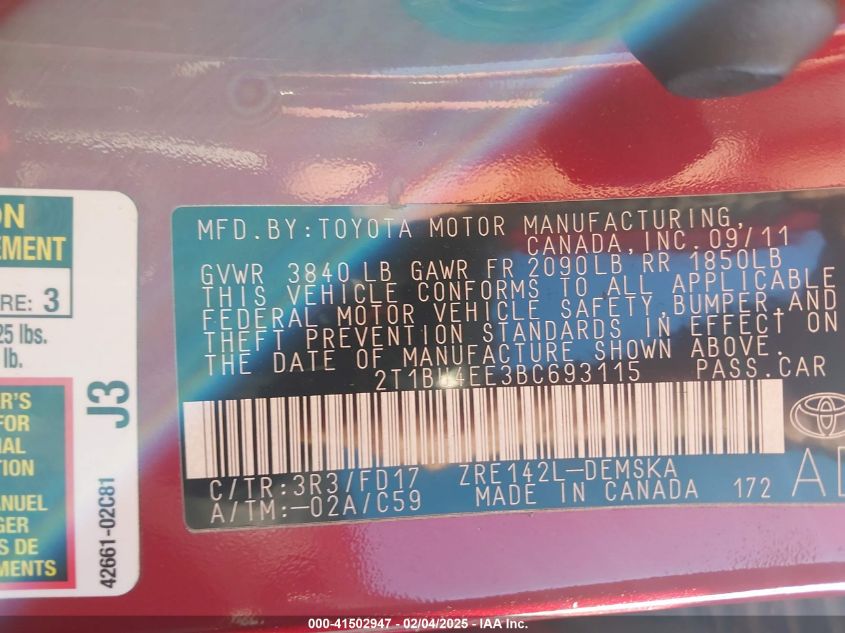 ON
EMENT
RE: 3
25 lbs.
lb.
ER'S
FOR
NAL
TION
MANUEL
GER
S DE
MENTS
J3
42661-02C81
MFD.BY:TOYOTA MOTOR MANUFACTURING,
CANADA,INC.09/11
GVWR 3840 LB GAWR FR 2090LB RR 1850LB
THIS VEHICLE CONFORMS TO ALL APPLICABLE
FEDERAL MOTOR VEHICLE SAFETY,BUMPER,AND
THEFT PREVENTION STANDARDS IN EFFECT ON
THE DATE OF MANUFACTURE SHOWN ABOVE.
2T1BU4EE3BC693115 PASS.CAR
C/TR:3R3/FD17 ZRE142L-DEMSKA
A/TM:-02A/C59 MADE IN CANADA 172
000-41502947 — 02/04/2025 — IAA Inc.